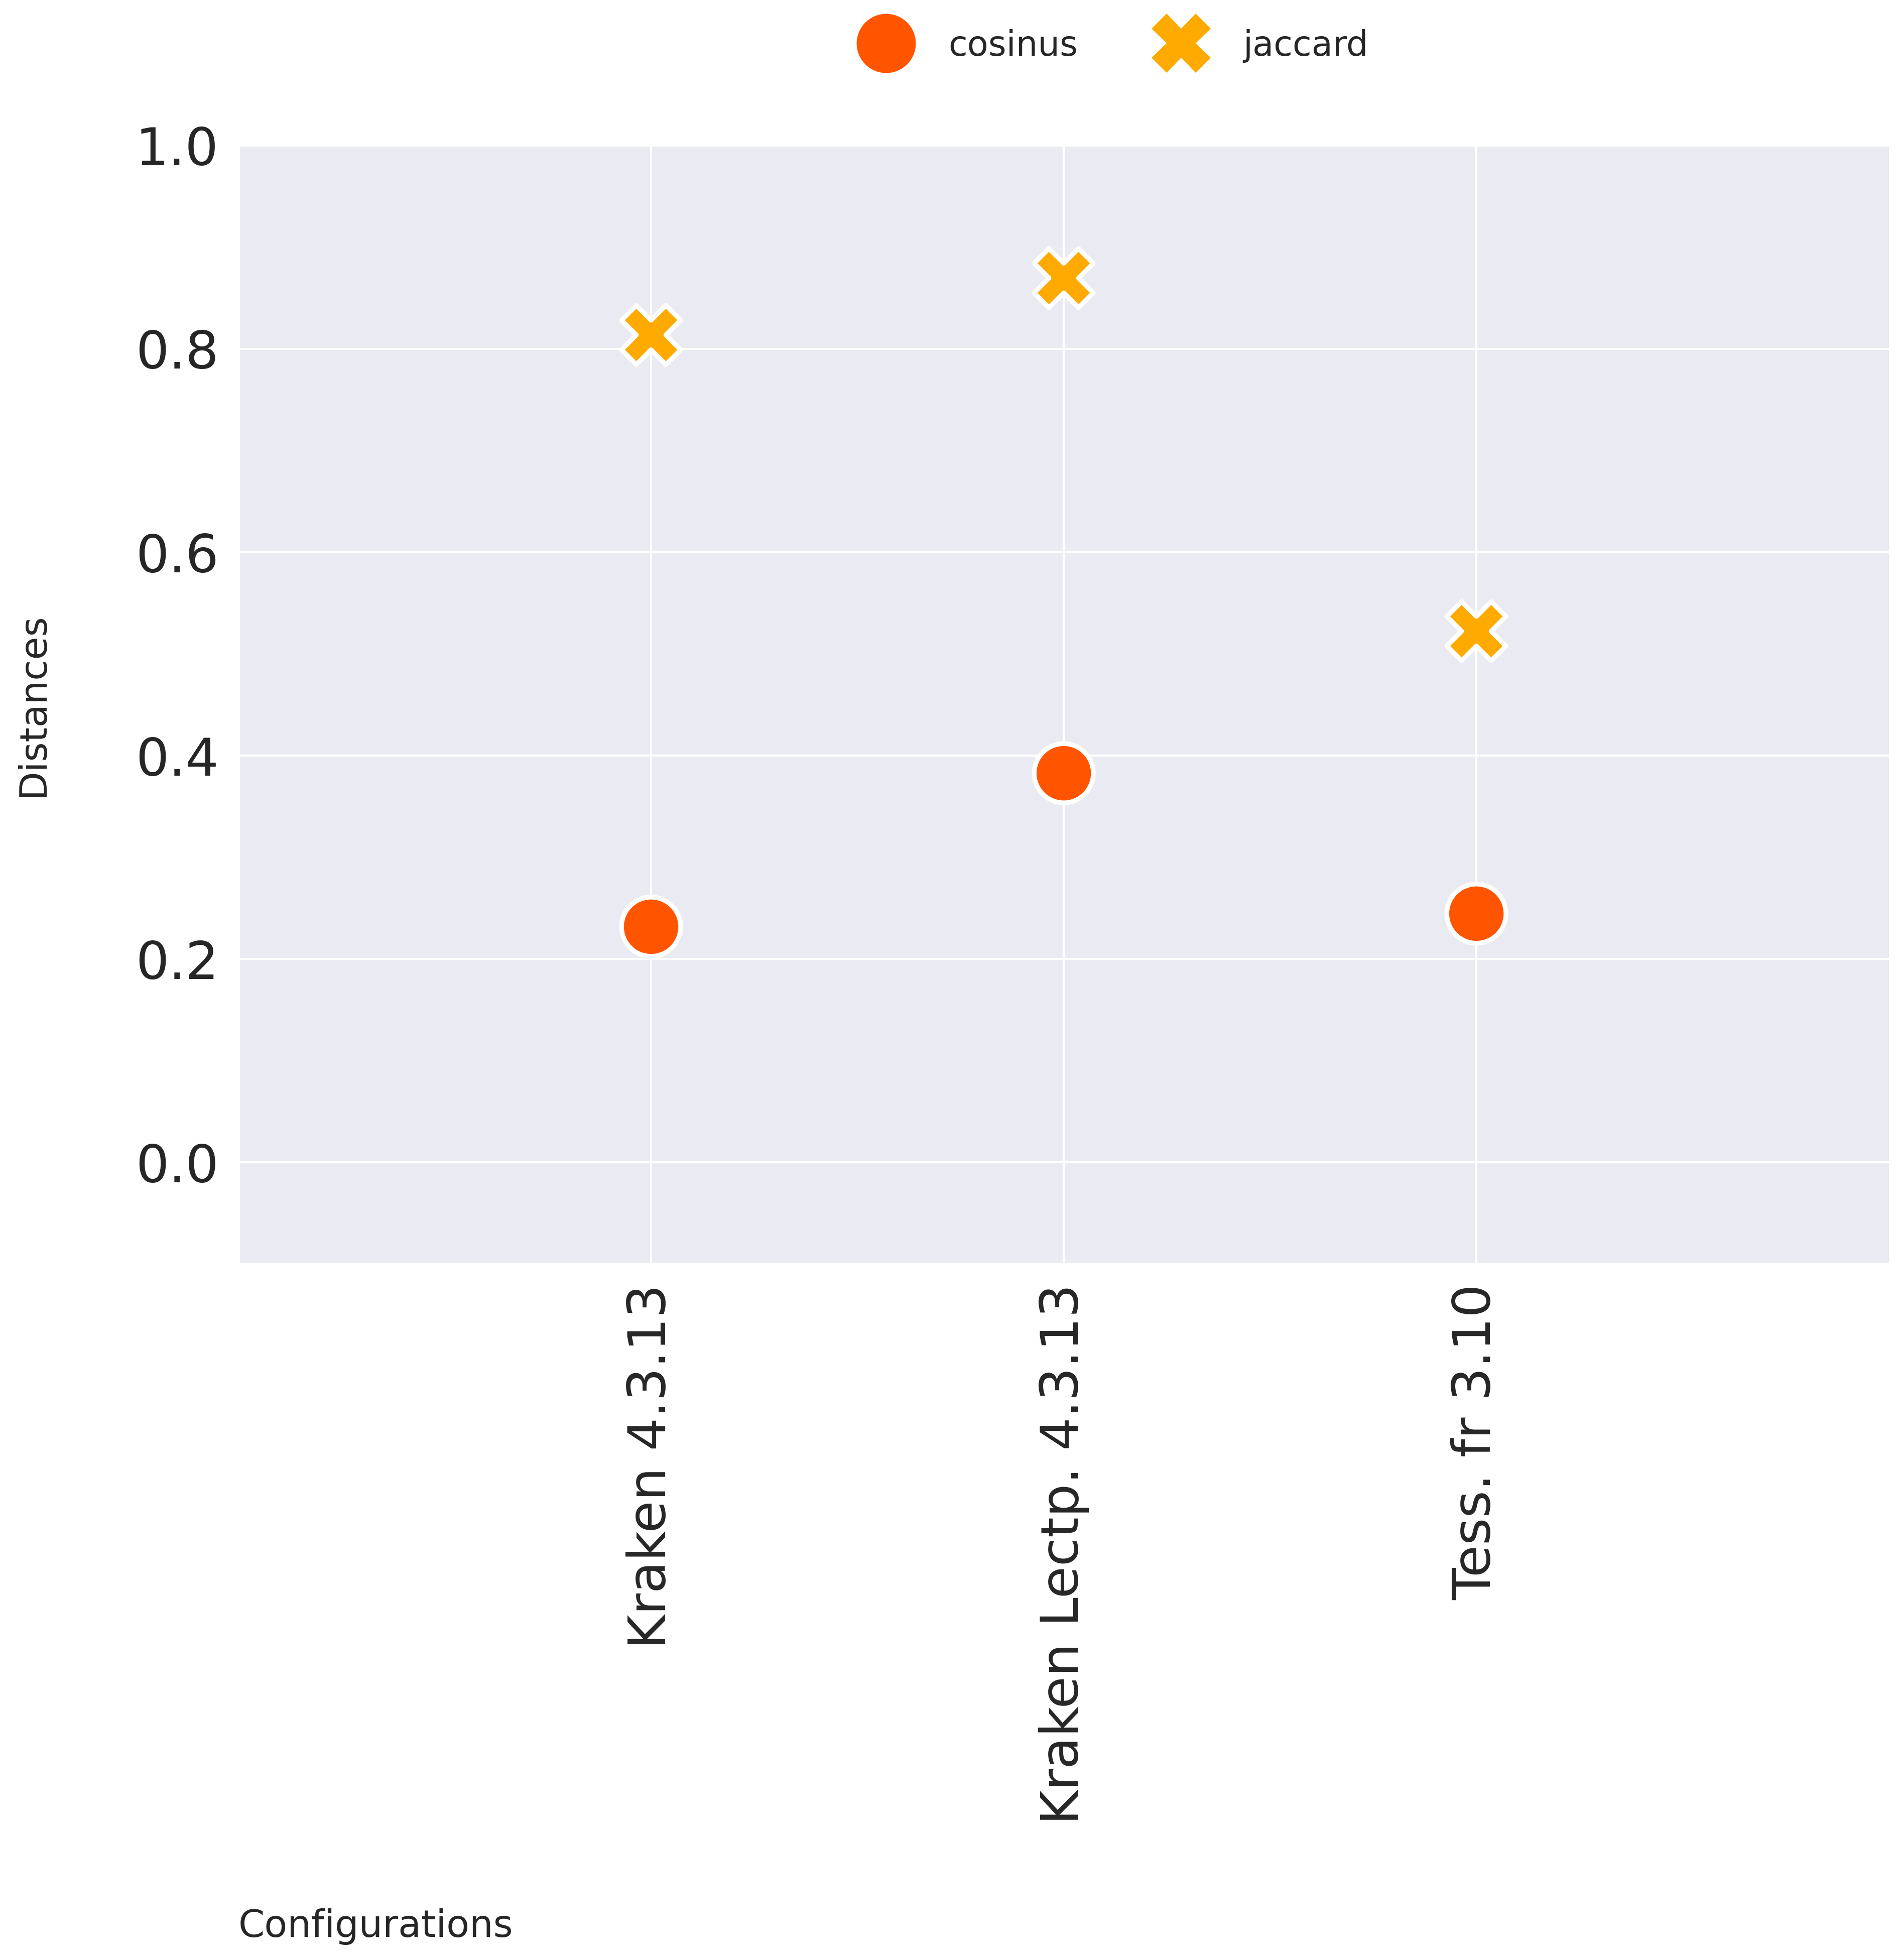 cosinus jaccard
1.0
0.8
0.6
0.4
0.2
0.0
Distances
Kraken 4.3.13
Kraken Lectp. 4.3.13
Tess. fr 3.10
Configurations